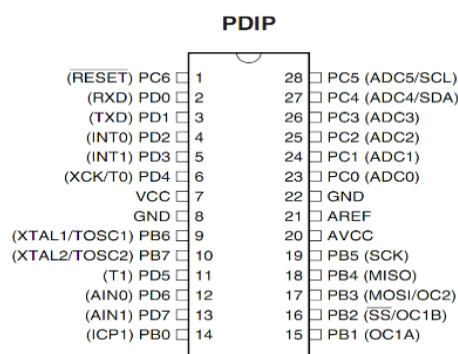 PDIP
(RESET) PC6 1 28 PC5 (ADC5/SCL)
(RXD) PD0 2 27 PC4 (ADC4/SDA)
(TXD) PD1 3 26 PC3 (ADC3)
(INT0) PD2 4 25 PC2 (ADC2)
(INT1) PD3 5 24 PC1 (ADC1)
(XCK/T0) PD4 6 23 PC0 (ADC0)
VCC 7 22 GND
GND 8 21 AREF
(XTAL1/TOSC1) PB6 9 20 AVCC
(XTAL2/TOSC2) PB7 10 19 PB5 (SCK)
(T1) PD5 11 18 PB4 (MISO)
(AIN0) PD6 12 17 PB3 (MOSI/OC2)
(AIN1) PD7 13 16 PB2 (SS/OC1B)
(ICP1) PB0 14 15 PB1 (OC1A)